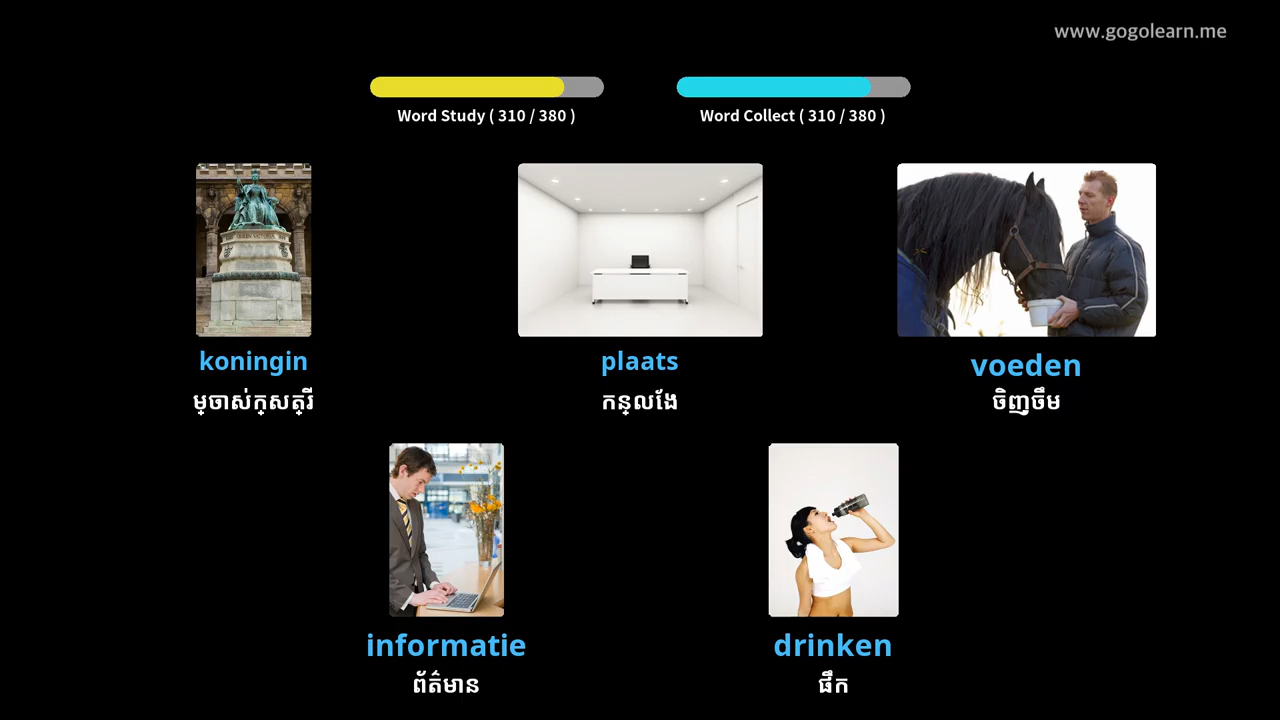 www.gogolearn.me
Word Study ( 310 / 380 )
Word Collect ( 310 / 380 )
koningin
ម្ចាស់ក្សត្រី
plaats
កន្លែង
voeden
ចិញ្ចឹម
informatie
ព័ត៌មាន
drinken
ផឹក